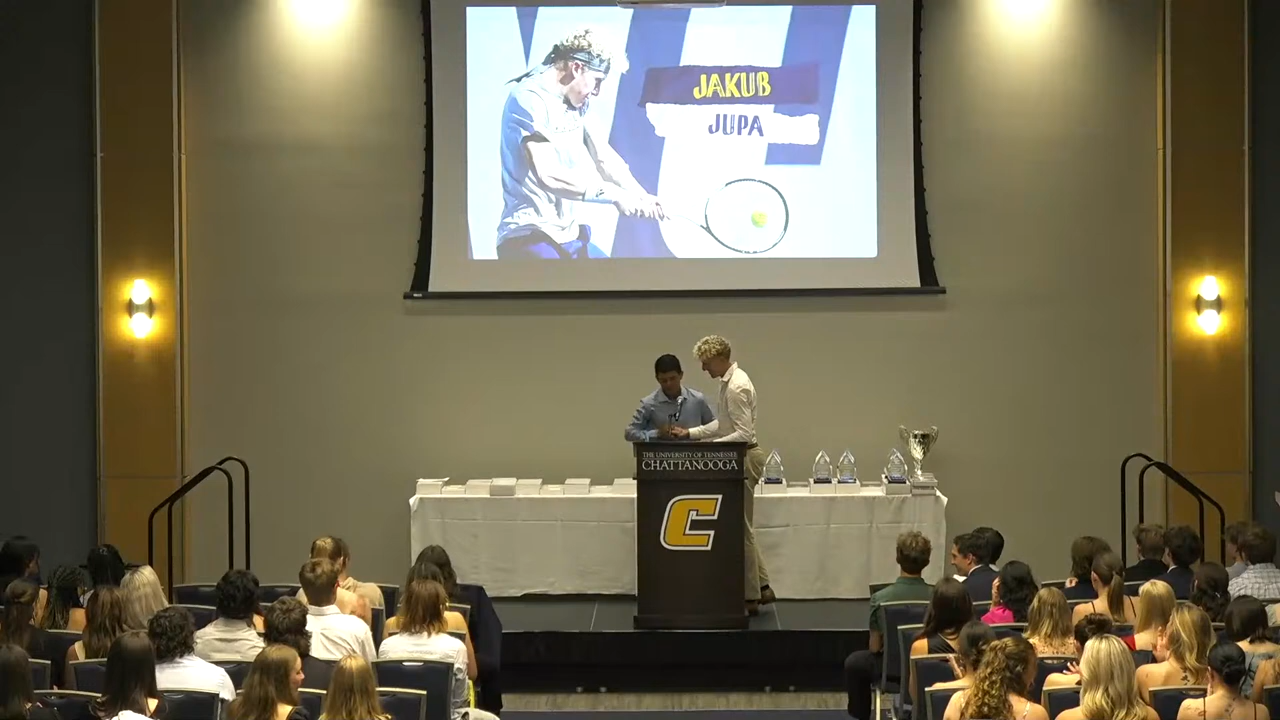 JAKUB
JUPA
THE UNIVERSITY OF TENNESSEE
CHATTANOOGA
C